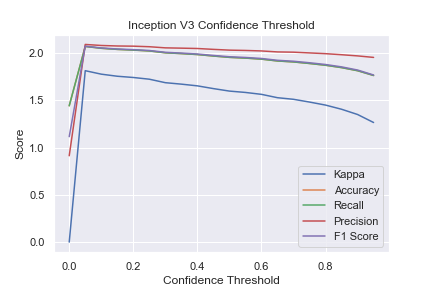 Inception V3 Confidence Threshold
2.0
1.5
1.0
0.5
0.0
Score
0.0 0.2 0.4 0.6 0.8
Confidence Threshold
Kappa
Accuracy
Recall
Precision
F1 Score